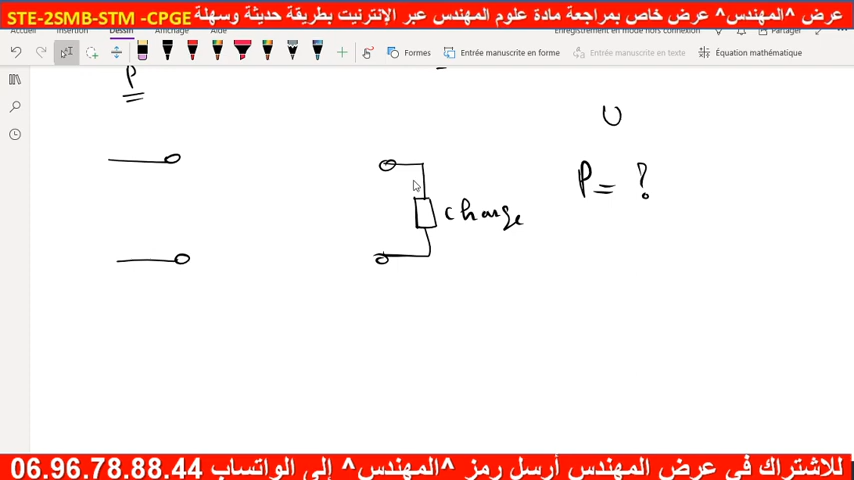 STE-2SMB-STM -CPGE عرض ^المهندس^ عرض خاص بمراجعة مادة علوم المهندس عبر الإنترنيت بطريقة حديثة وسهلة
Accueil Insertion Dessin Affichage Aide Enregistrement en mode hors connexion Partager
Formes Entrée manuscrite en forme Entrée manuscrite en texte Équation mathématique
P
U
P = ?
charge
للاشتراك في عرض المهندس أرسل رمز ^المهندس^ إلى الواتساب 06.96.78.88.44